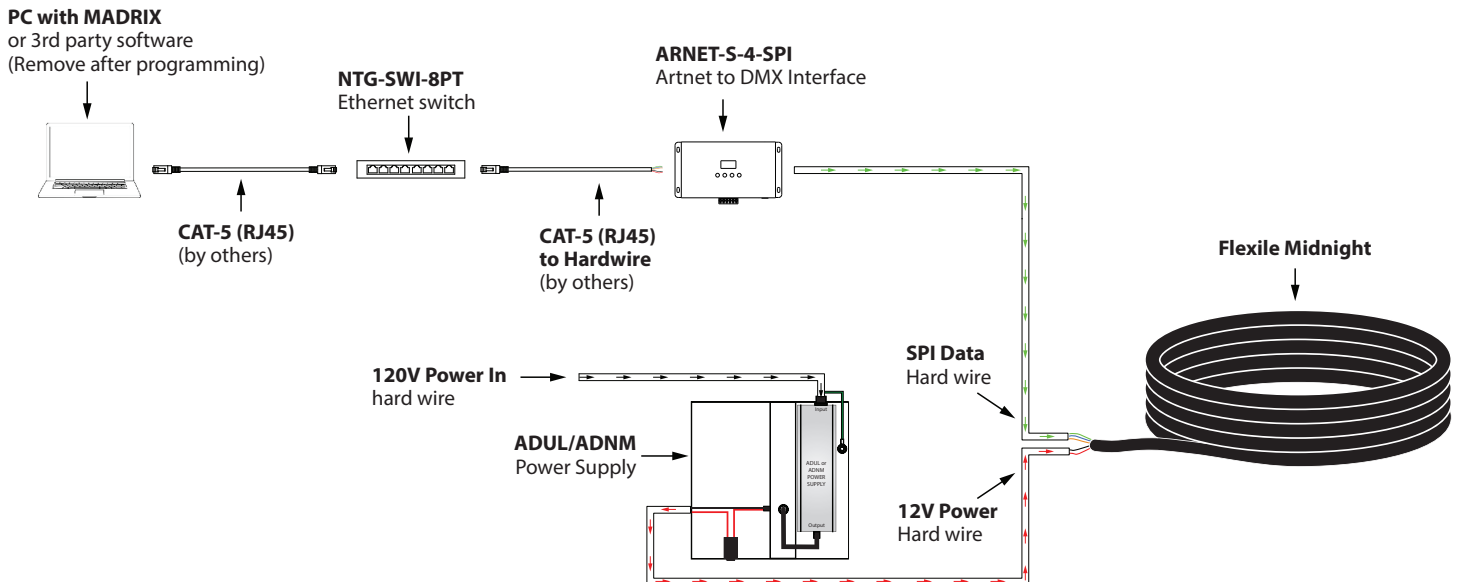 PC with MADRIX
or 3rd party software
(Remove after programming)
NTG-SWI-8PT
Ethernet switch
ARNET-S-4-SPI
Artnet to DMX Interface
CAT-5 (RJ45)
(by others)
CAT-5 (RJ45)
to Hardwire
(by others)
Flexile Midnight
SPI Data
Hard wire
120V Power In
hard wire
ADUL/ADNM
Power Supply
Input
ADUL or
ADNM
POWER
SUPPLY
Output
12V Power
Hard wire